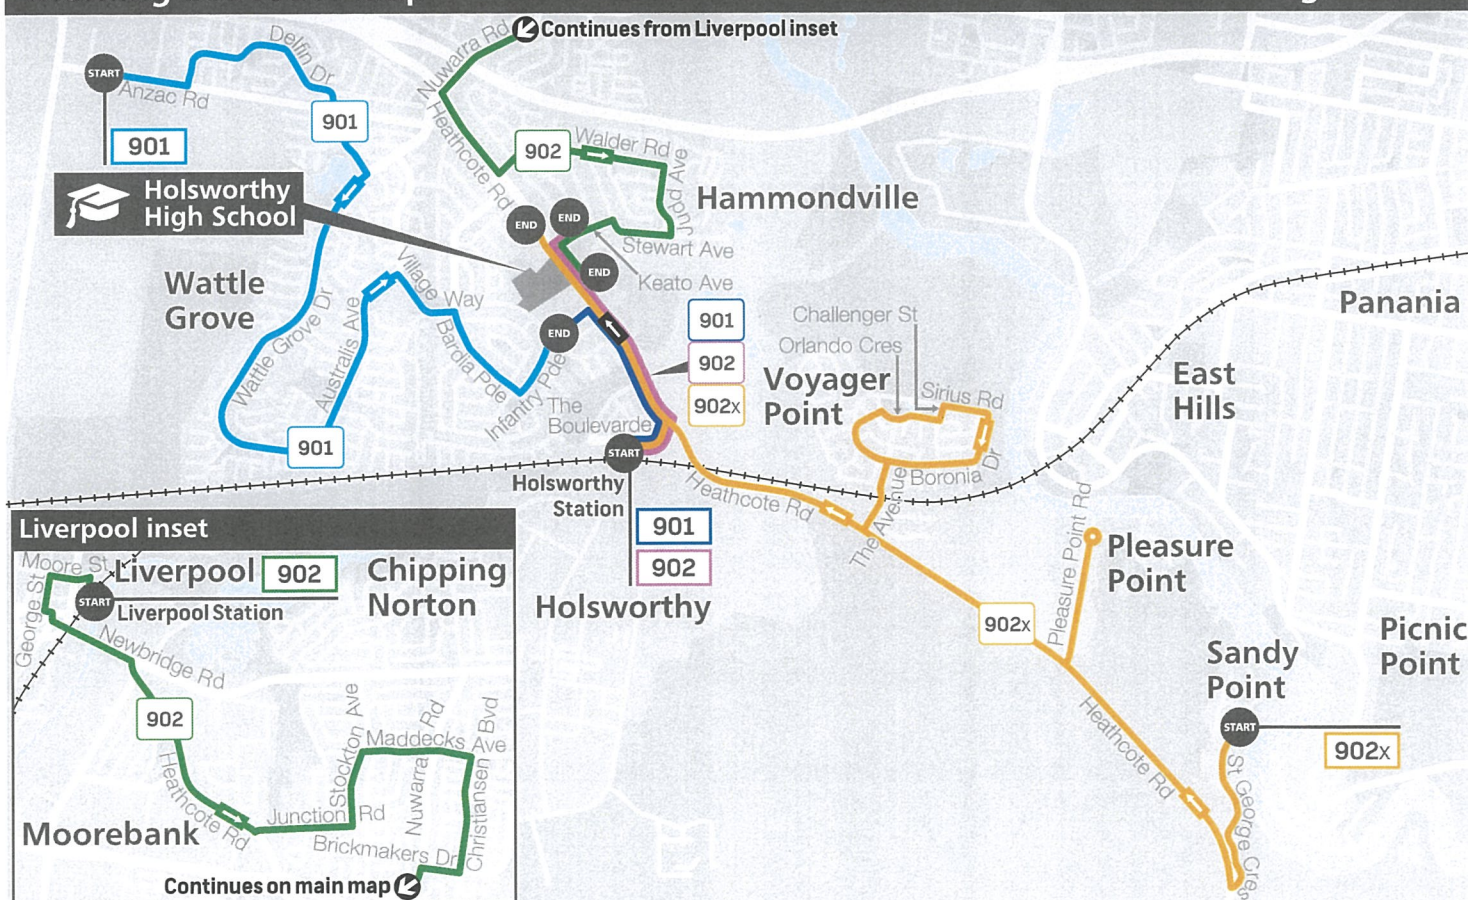 Continues from Liverpool inset
Delfin Dr
START
Anzac Rd
901
901
Nuwarra Rd
Heathcote Rd
902
Walder Rd
Judd Ave
Hammondville
Holsworthy
High School
END
END
Stewart Ave
Keato Ave
END
Wattle
Grove
Village Way
Wattle Grove Dr
Australis Ave
Bardia Pde
END
Infantry Pde
The
Boulevarde
901
901
902
902x
Challenger St
Orlando Cres
Voyager
Point
Sirius Rd
Boronia Dr
The Avenue
East
Hills
Panania
START
Holsworthy
Station
901
902
Holsworthy
Heathcote Rd
Pleasure Point Rd
Pleasure
Point
902x
Sandy
Point
Picnic
Point
START
902x
Heathcote Rd
St George Cres
Liverpool inset
Moore St
Liverpool
902
Chipping
Norton
START
Liverpool Station
George St
Newbridge Rd
902
Heathcote Rd
Stockton Ave
Maddecks Ave
Nuwarra Rd
Christiansen Bvd
Junction Rd
Brickmakers Dr
Moorebank
Continues on main map